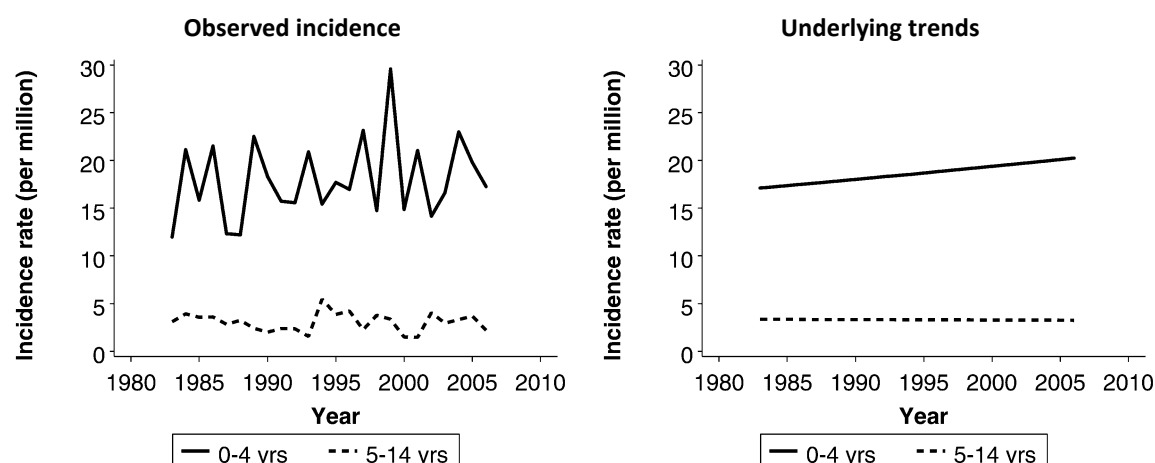 Observed incidence
Incidence rate (per million)
30
25
20
15
10
5
0
1980 1985 1990 1995 2000 2005 2010
Year
0-4 yrs 5-14 yrs
Underlying trends
Incidence rate (per million)
30
25
20
15
10
5
0
1980 1985 1990 1995 2000 2005 2010
Year
0-4 yrs 5-14 yrs